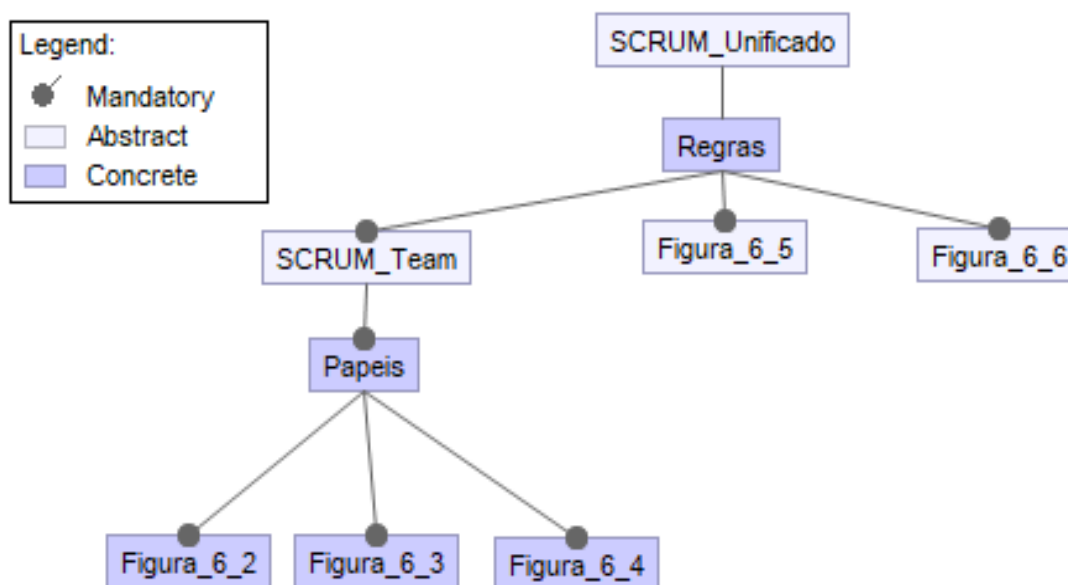 Legend:
Mandatory
Abstract
Concrete
SCRUM_Unificado
Regras
SCRUM_Team
Figura_6_5
Figura_6_6
Papeis
Figura_6_2
Figura_6_3
Figura_6_4